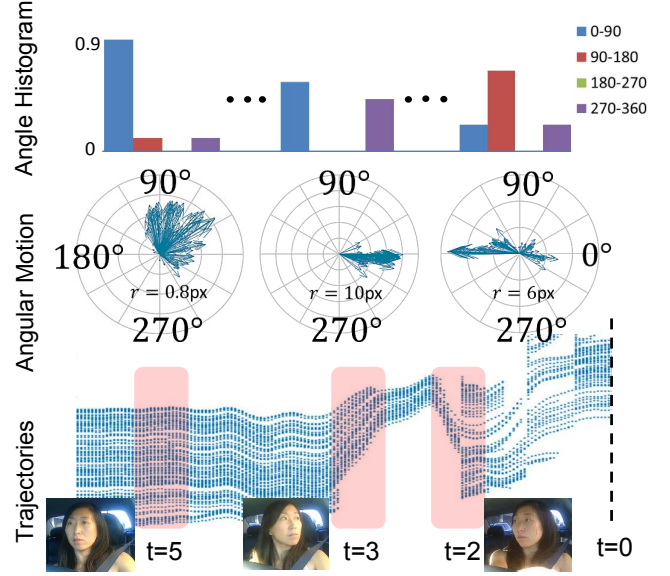 Angle Histogram
0.9
0
0-90
90-180
180-270
270-360
Angular Motion
90°
90°
90°
180°
0°
r = 0.8px
r = 10px
r = 6px
270°
270°
270°
Trajectories
t=5
t=3
t=2
t=0